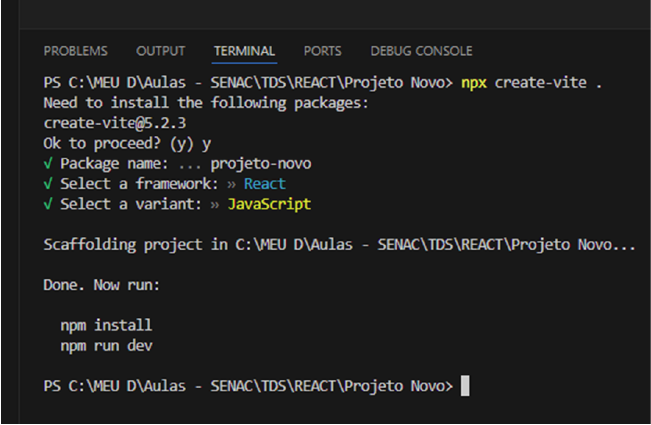 PROBLEMS OUTPUT TERMINAL PORTS DEBUG CONSOLE
PS C:\MEU D\Aulas - SENAC\TDS\REACT\Projeto Novo> npx create-vite .
Need to install the following packages:
create-vite@5.2.3
Ok to proceed? (y) y
√ Package name: ... projeto-novo
√ Select a framework: » React
√ Select a variant: » JavaScript
Scaffolding project in C:\MEU D\Aulas - SENAC\TDS\REACT\Projeto Novo...
Done. Now run:
npm install
npm run dev
PS C:\MEU D\Aulas - SENAC\TDS\REACT\Projeto Novo>